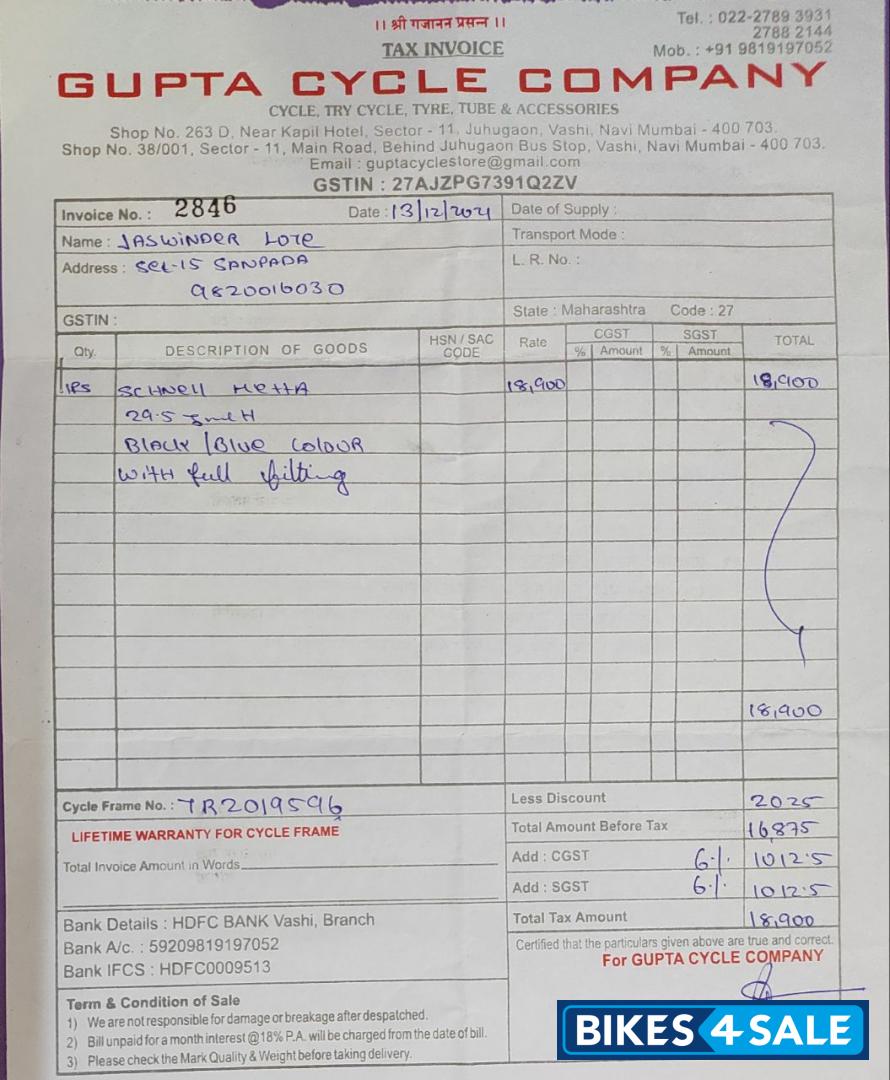 ।। श्री गजानन प्रसन्न ।।
Tel. : 022-2789 3931
2788 2144
Mob. : +91 9819197052
TAX INVOICE
GUPTA CYCLE COMPANY
CYCLE, TRY CYCLE, TYRE, TUBE & ACCESSORIES
Shop No. 263 D, Near Kapil Hotel, Sector - 11, Juhugaon, Vashi, Navi Mumbai - 400 703.
Shop No. 38/001, Sector - 11, Main Road, Behind Juhugaon Bus Stop, Vashi, Navi Mumbai - 400 703.
Email : guptacyclestore@gmail.com
GSTIN : 27AJZPG7391Q2ZV
Invoice No. : 2846 Date : 13/12/2021 Date of Supply :
Name : JASWINDER Transport Mode :
Address : SEC-15 SANPADA L. R. No. :
9820016030
GSTIN : State : Maharashtra Code : 27
Qty. DESCRIPTION OF GOODS HSN / SAC CODE Rate CGST SGST TOTAL
% Amount % Amount
SCHNELL 18,900 18,900
29.5
BLACK/BLUE COLOUR
WITH full fitting
18,900
Cycle Frame No. : TR2019596 Less Discount 2025
LIFETIME WARRANTY FOR CYCLE FRAME Total Amount Before Tax 16,875
Total Invoice Amount in Words Add : CGST 6% 1012.5
Add : SGST 6% 1012.5
Bank Details : HDFC BANK Vashi, Branch Total Tax Amount 18,900
Bank A/c. : 59209819197052 Certified that the particulars given above are true and correct.
Bank IFCS : HDFC0009513 For GUPTA CYCLE COMPANY
Term & Condition of Sale
1) We are not responsible for damage or breakage after despatched.
2) Bill unpaid for a month interest @18% P.A. will be charged from the date of bill.
3) Please check the Mark Quality & Weight before taking delivery.
BIKES4SALE